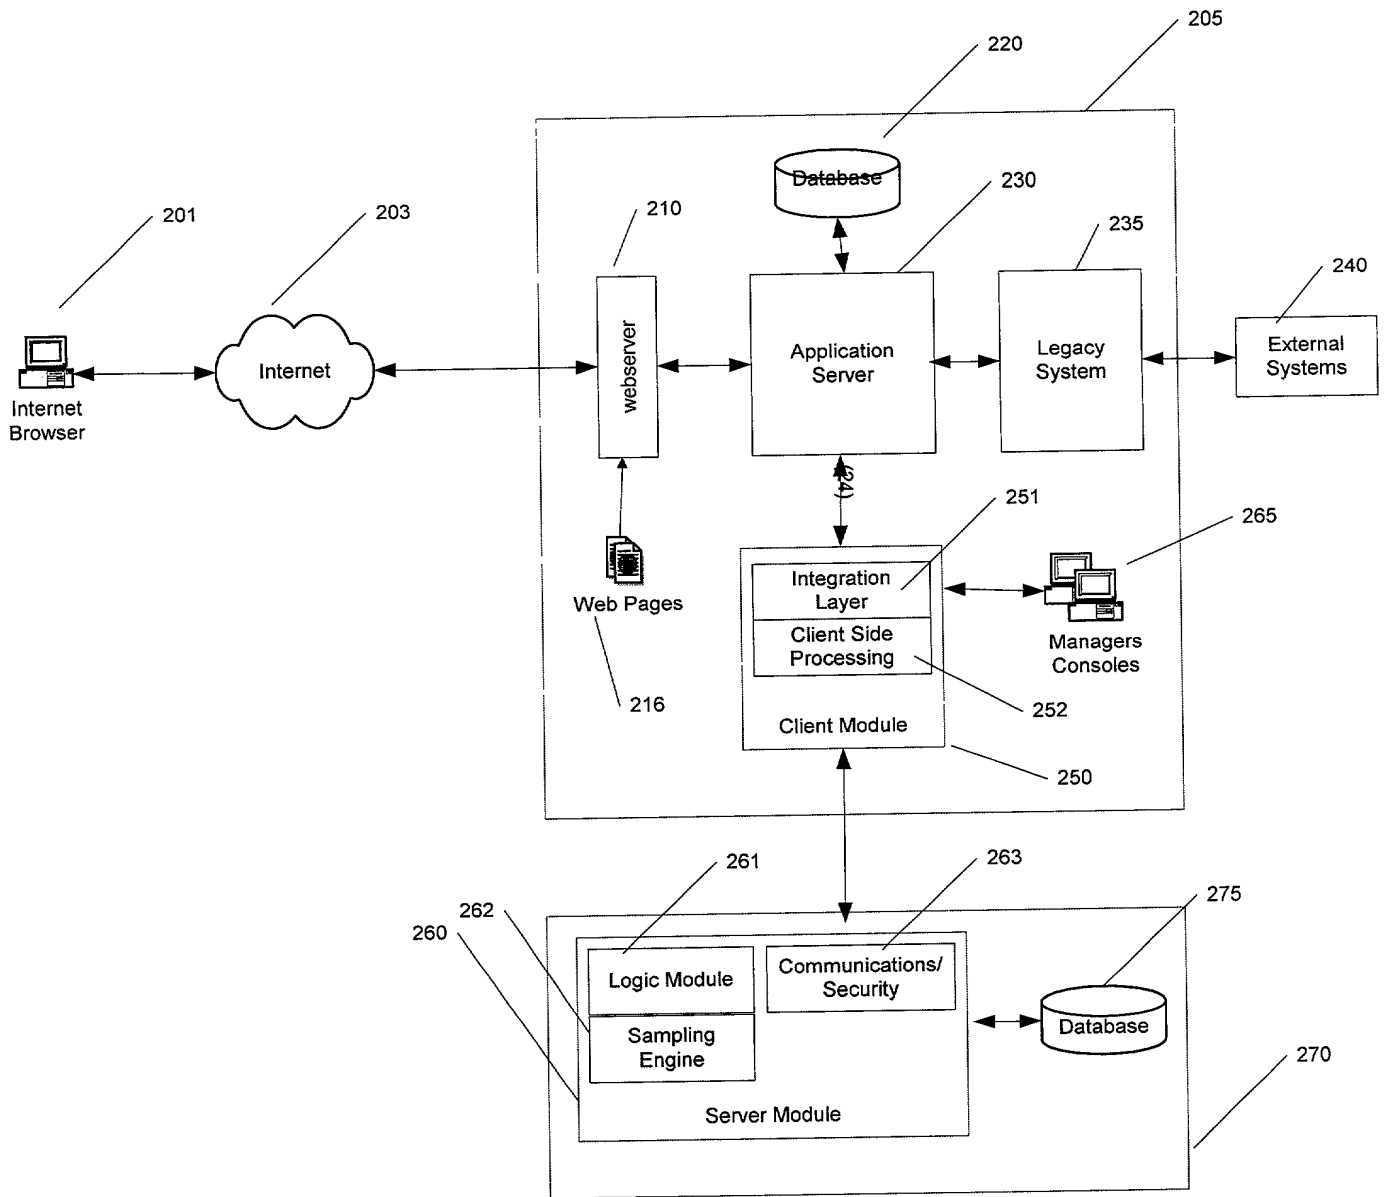 205
220
Database
230
201
203
210
235
240
webserver
Internet
Application
Server
Legacy
System
External
Systems
Internet
Browser
(24)
251
265
Integration
Layer
Web Pages
Client Side
Processing
Managers
Consoles
216
252
Client Module
250
261
263
262
275
260
Logic Module
Communications/
Security
Sampling
Engine
Database
270
Server Module